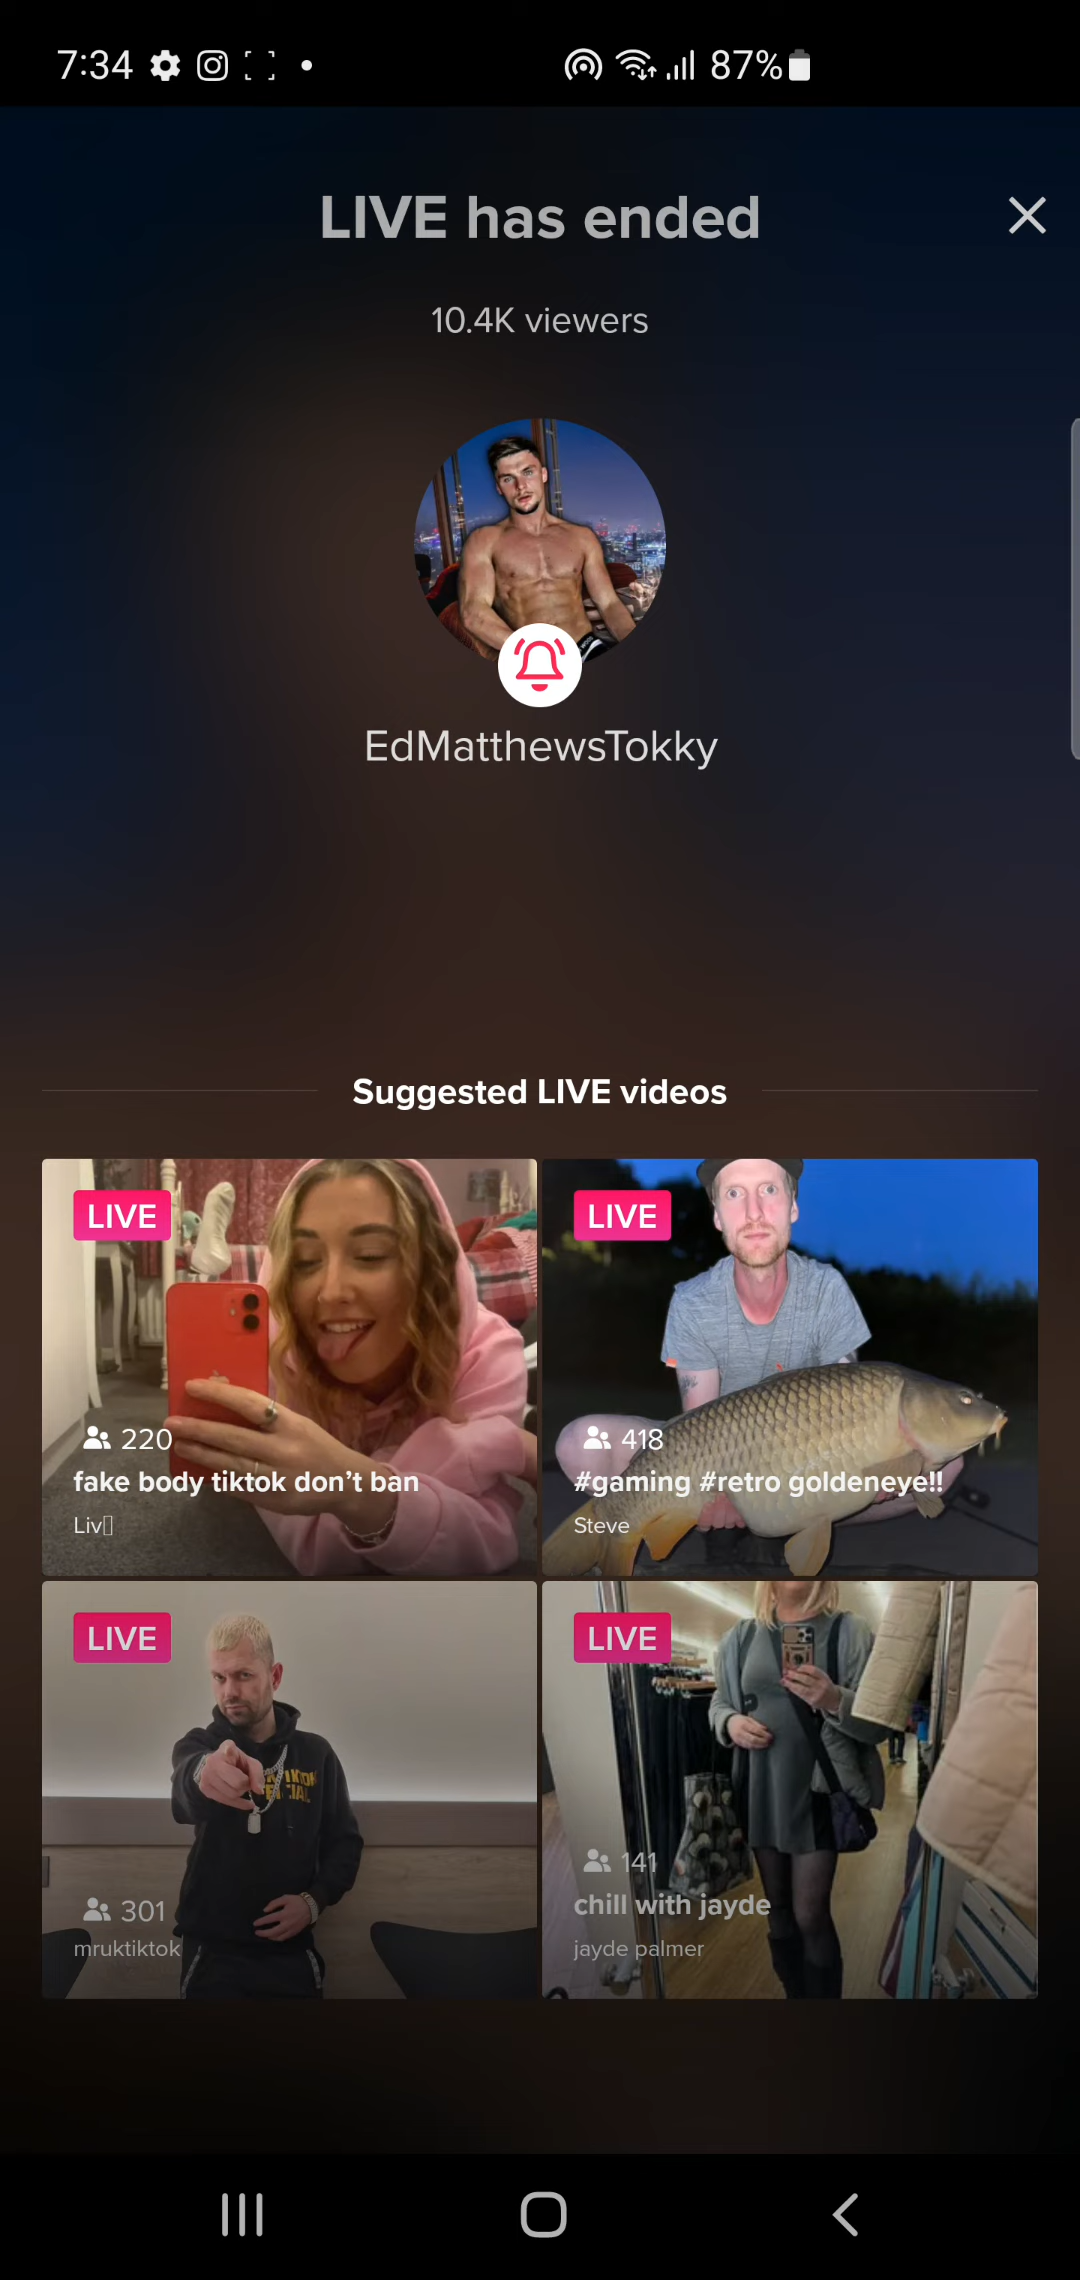 7:34
87%
LIVE has ended
10.4K viewers
EdMatthewsTokky
Suggested LIVE videos
LIVE
220
fake body tiktok don’t ban
Liv
LIVE
418
#gaming #retro goldeneye!!
Steve
LIVE
301
mruktiktok
LIVE
141
chill with jayde
jayde palmer